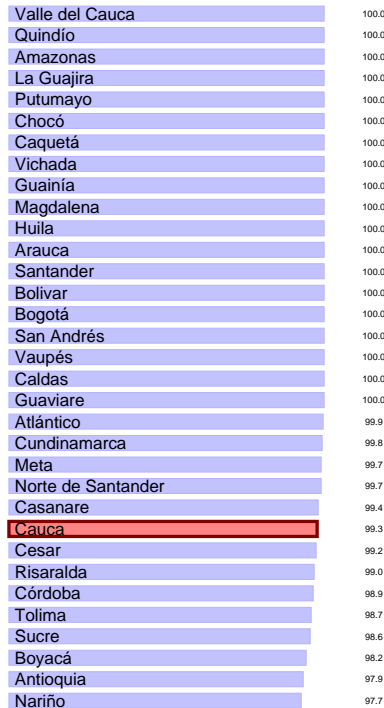 Valle del Cauca 100.0
Quindío 100.0
Amazonas 100.0
La Guajira 100.0
Putumayo 100.0
Chocó 100.0
Caquetá 100.0
Vichada 100.0
Guainía 100.0
Magdalena 100.0
Huila 100.0
Arauca 100.0
Santander 100.0
Bolivar 100.0
Bogotá 100.0
San Andrés 100.0
Vaupés 100.0
Caldas 100.0
Guaviare 100.0
Atlántico 99.9
Cundinamarca 99.8
Meta 99.7
Norte de Santander 99.7
Casanare 99.4
Cauca 99.3
Cesar 99.2
Risaralda 99.0
Córdoba 98.9
Tolima 98.7
Sucre 98.6
Boyacá 98.2
Antioquia 97.9
Nariño 97.7